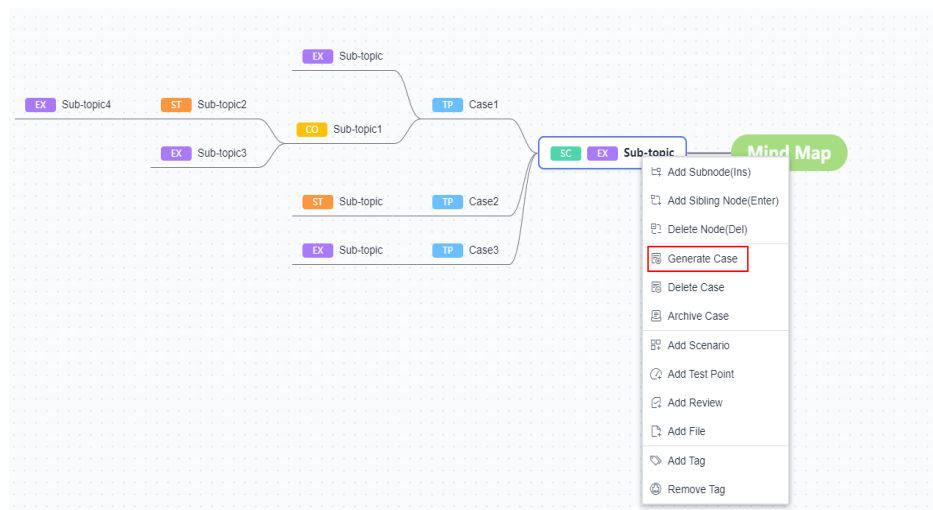 EX Sub-topic
EX Sub-topic4 ST Sub-topic2 TP Case1
CO Sub-topic1
EX Sub-topic3 SC EX Sub-topic Mind Map
Add Subnode(Ins)
ST Sub-topic TP Case2 Add Sibling Node(Enter)
Delete Node(Del)
EX Sub-topic TP Case3
Generate Case
Delete Case
Archive Case
Add Scenario
Add Test Point
Add Review
Add File
Add Tag
Remove Tag